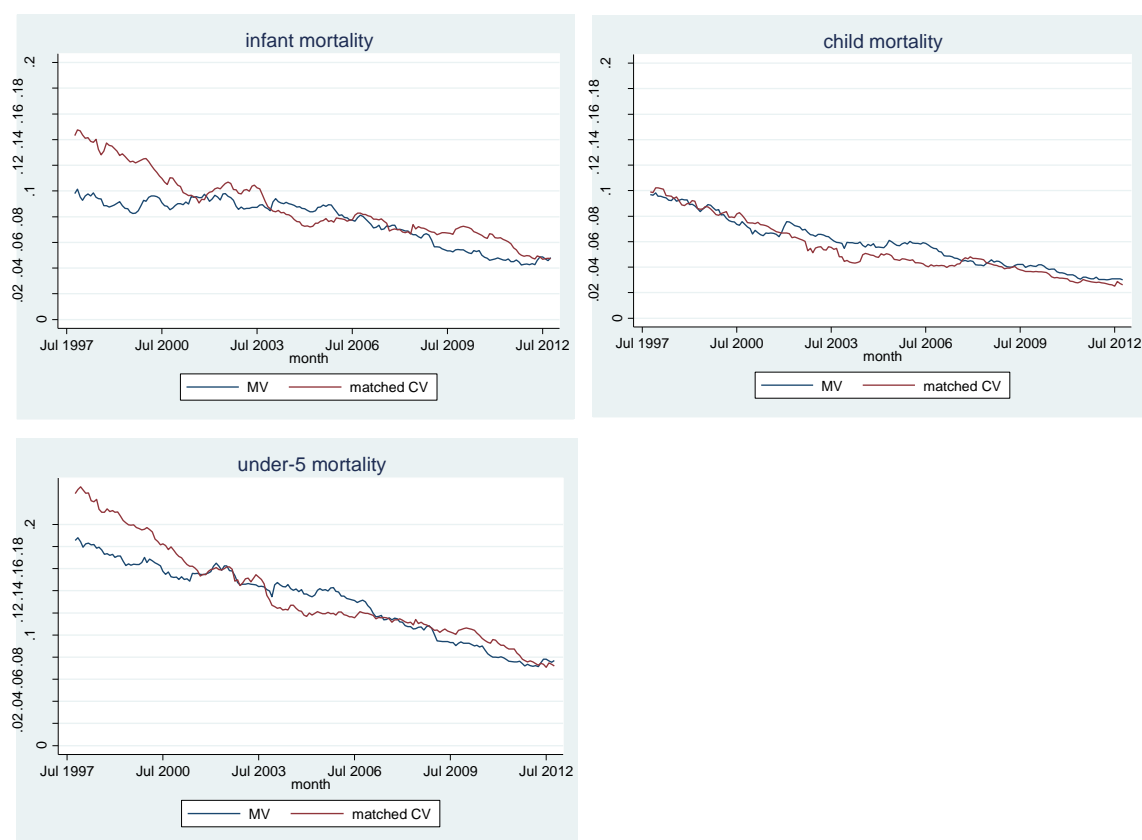 infant mortality
0 .02 .04 .06 .08 .1 .12 .14 .16 .18 .2
Jul 1997 Jul 2000 Jul 2003 Jul 2006 Jul 2009 Jul 2012
month
MV matched CV
child mortality
0 .02 .04 .06 .08 .1 .12 .14 .16 .18 .2
Jul 1997 Jul 2000 Jul 2003 Jul 2006 Jul 2009 Jul 2012
month
MV matched CV
under-5 mortality
0 .02 .04 .06 .08 .1 .12 .14 .16 .18 .2
Jul 1997 Jul 2000 Jul 2003 Jul 2006 Jul 2009 Jul 2012
month
MV matched CV